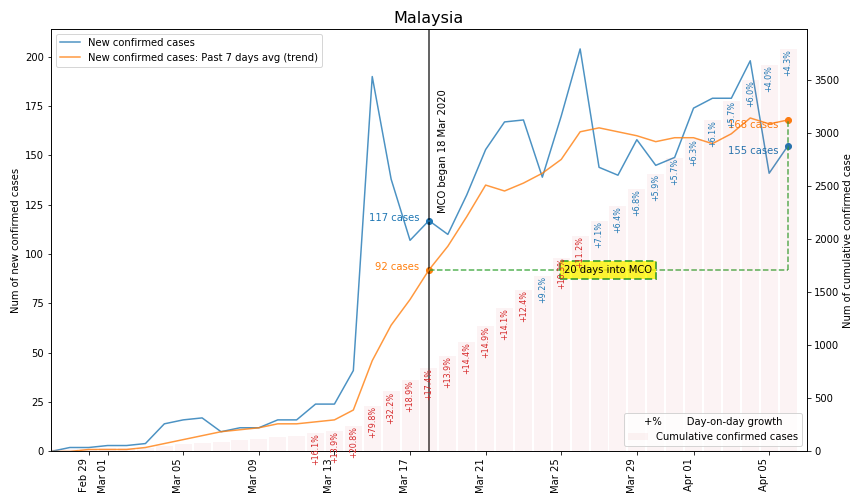 Malaysia
New confirmed cases
New confirmed cases: Past 7 days avg (trend)
200
175
150
125
100
75
50
25
0
Num of new confirmed cases
3500
3000
2500
2000
1500
1000
500
0
Num of cumulative confirmed case
MCO began 18 Mar 2020
117 cases
92 cases
168 cases
155 cases
20 days into MCO
+16.1%
+20.8%
+79.8%
+32.2%
+18.9%
+17.4%
+13.9%
+14.4%
+14.9%
+14.1%
+12.4%
+9.2%
+11.2%
+7.1%
+6.4%
+6.8%
+5.9%
+5.7%
+6.3%
+6.1%
+5.7%
+6.0%
+4.0%
+4.3%
+% Day-on-day growth
Cumulative confirmed cases
Feb 29
Mar 01
Mar 05
Mar 09
Mar 13
Mar 17
Mar 21
Mar 25
Mar 29
Apr 01
Apr 05